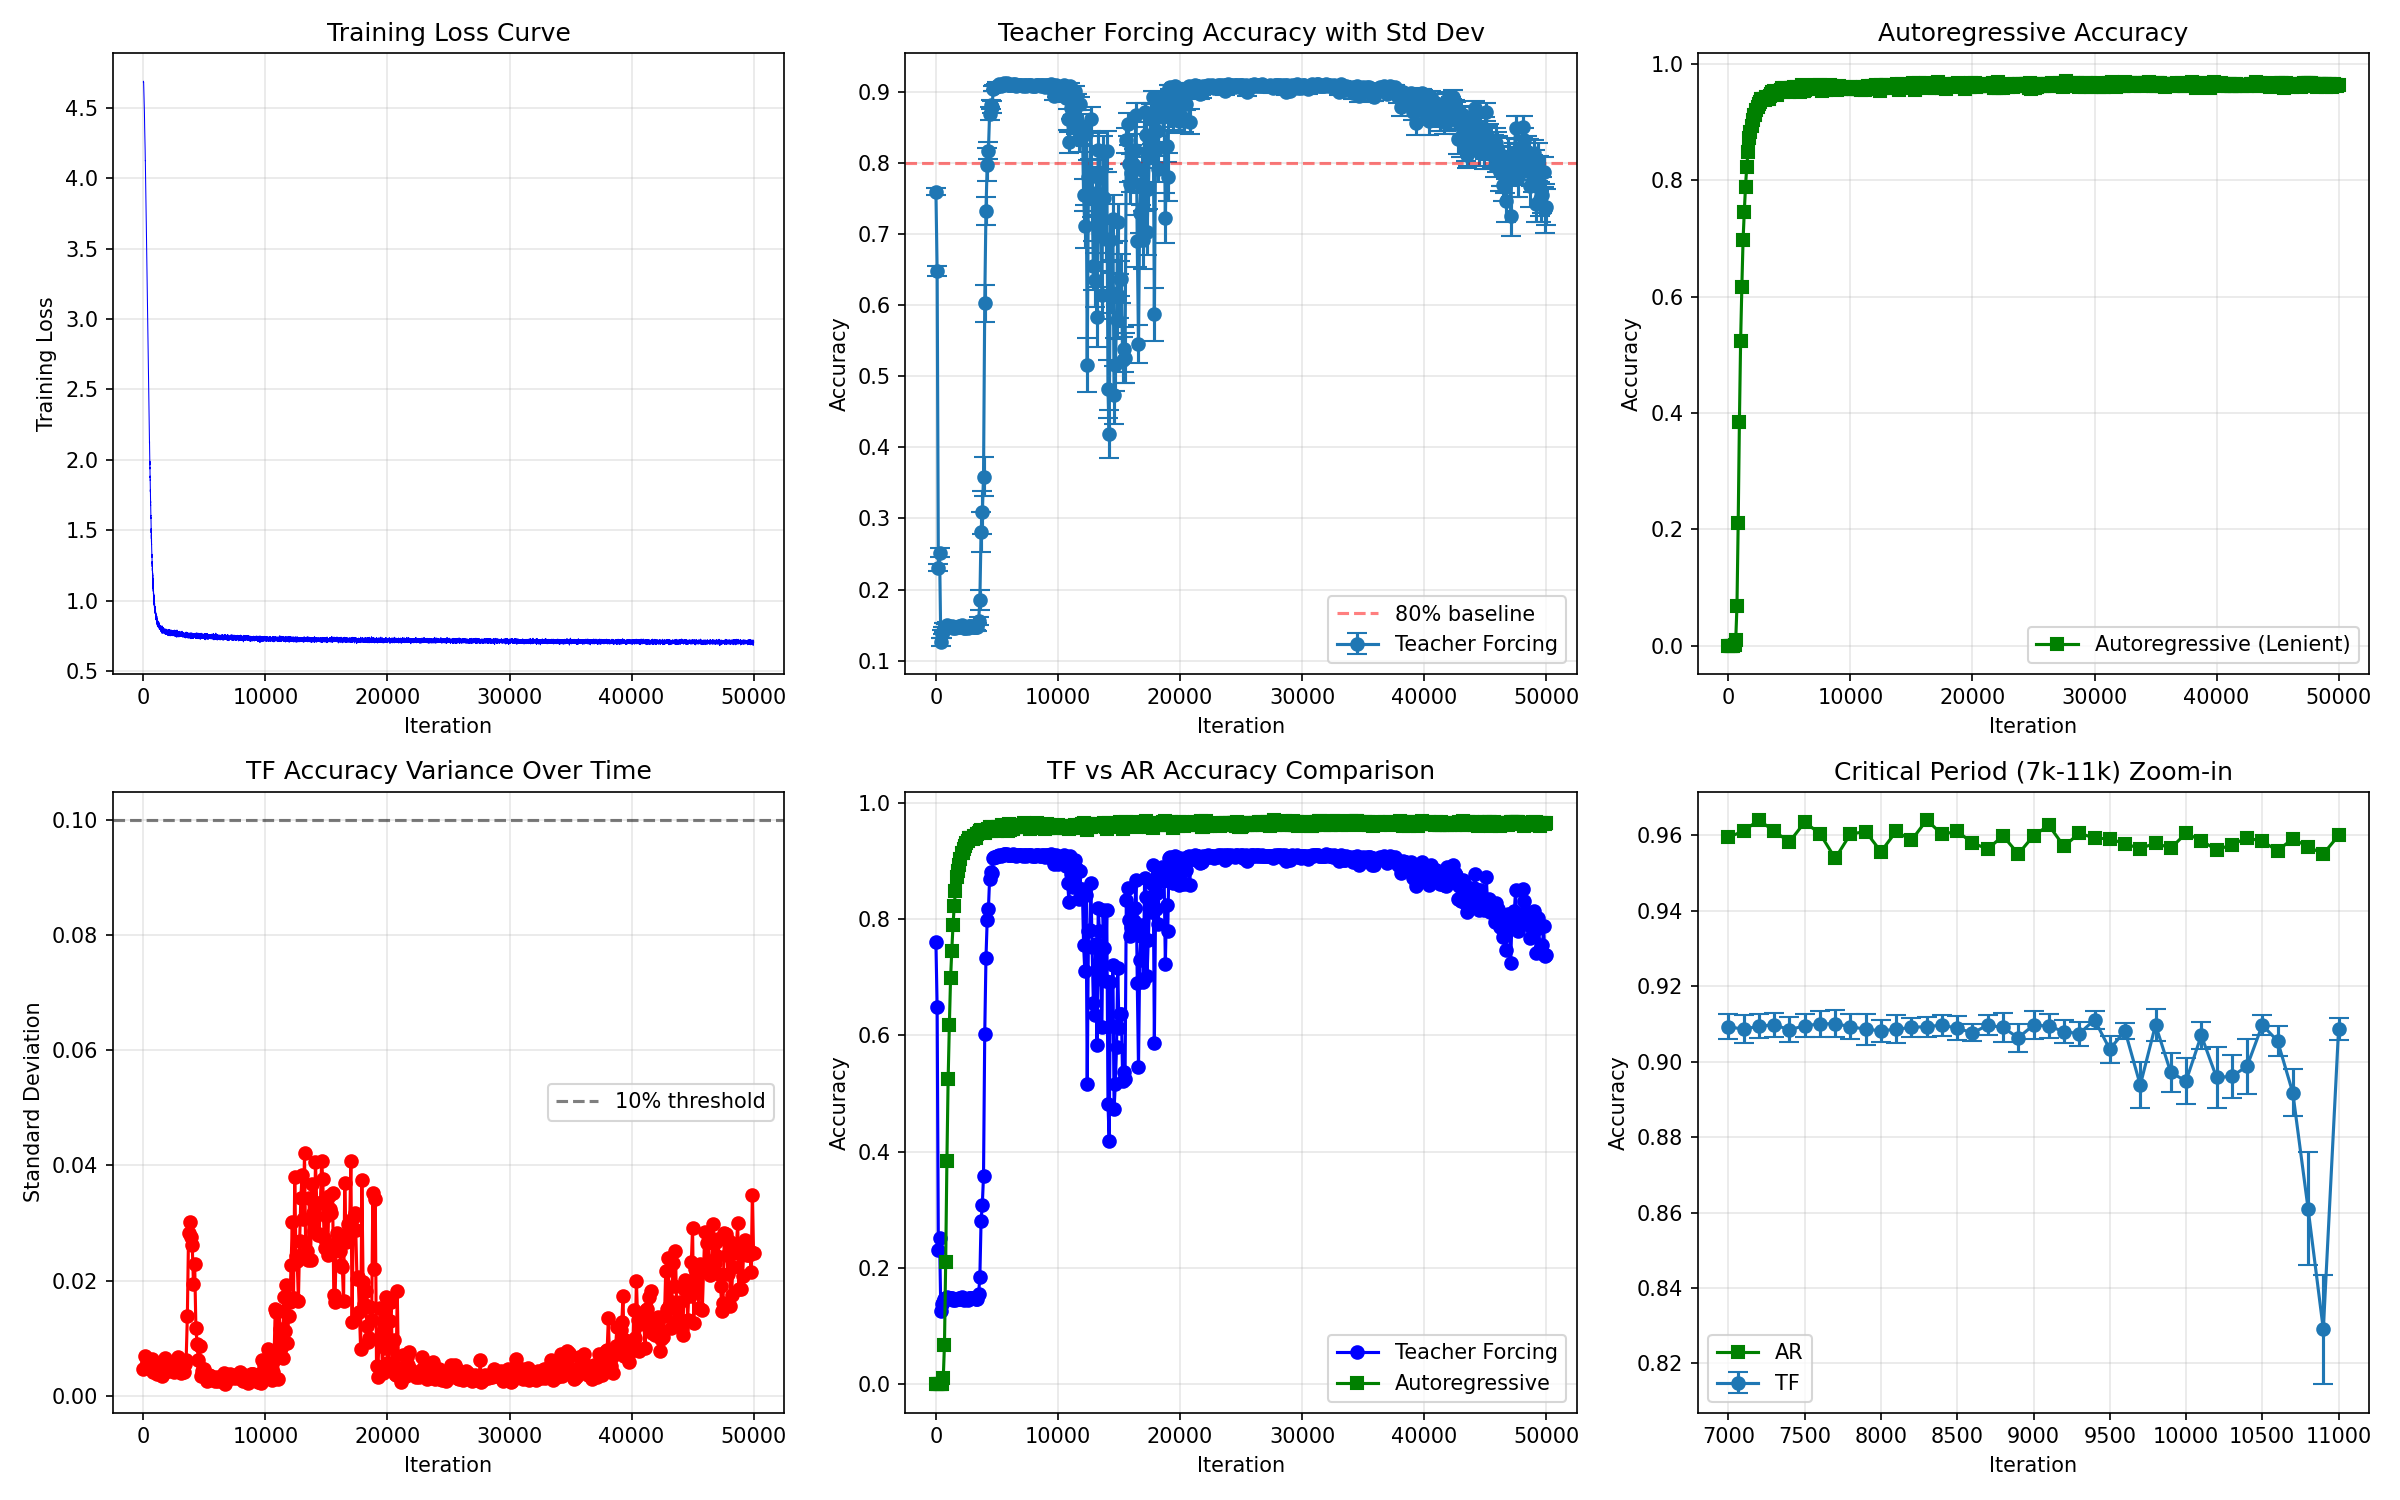 Training Loss Curve
Training Loss
4.5
4.0
3.5
3.0
2.5
2.0
1.5
1.0
0.5
0 10000 20000 30000 40000 50000
Iteration
Teacher Forcing Accuracy with Std Dev
Accuracy
0.9
0.8
0.7
0.6
0.5
0.4
0.3
0.2
0.1
80% baseline
Teacher Forcing
0 10000 20000 30000 40000 50000
Iteration
Autoregressive Accuracy
Accuracy
1.0
0.8
0.6
0.4
0.2
0.0
Autoregressive (Lenient)
0 10000 20000 30000 40000 50000
Iteration
TF Accuracy Variance Over Time
Standard Deviation
0.10
0.08
0.06
0.04
0.02
0.00
10% threshold
0 10000 20000 30000 40000 50000
Iteration
TF vs AR Accuracy Comparison
Accuracy
1.0
0.8
0.6
0.4
0.2
0.0
Teacher Forcing
Autoregressive
0 10000 20000 30000 40000 50000
Iteration
Critical Period (7k-11k) Zoom-in
Accuracy
0.96
0.94
0.92
0.90
0.88
0.86
0.84
0.82
AR
TF
7000 7500 8000 8500 9000 9500 10000 10500 11000
Iteration